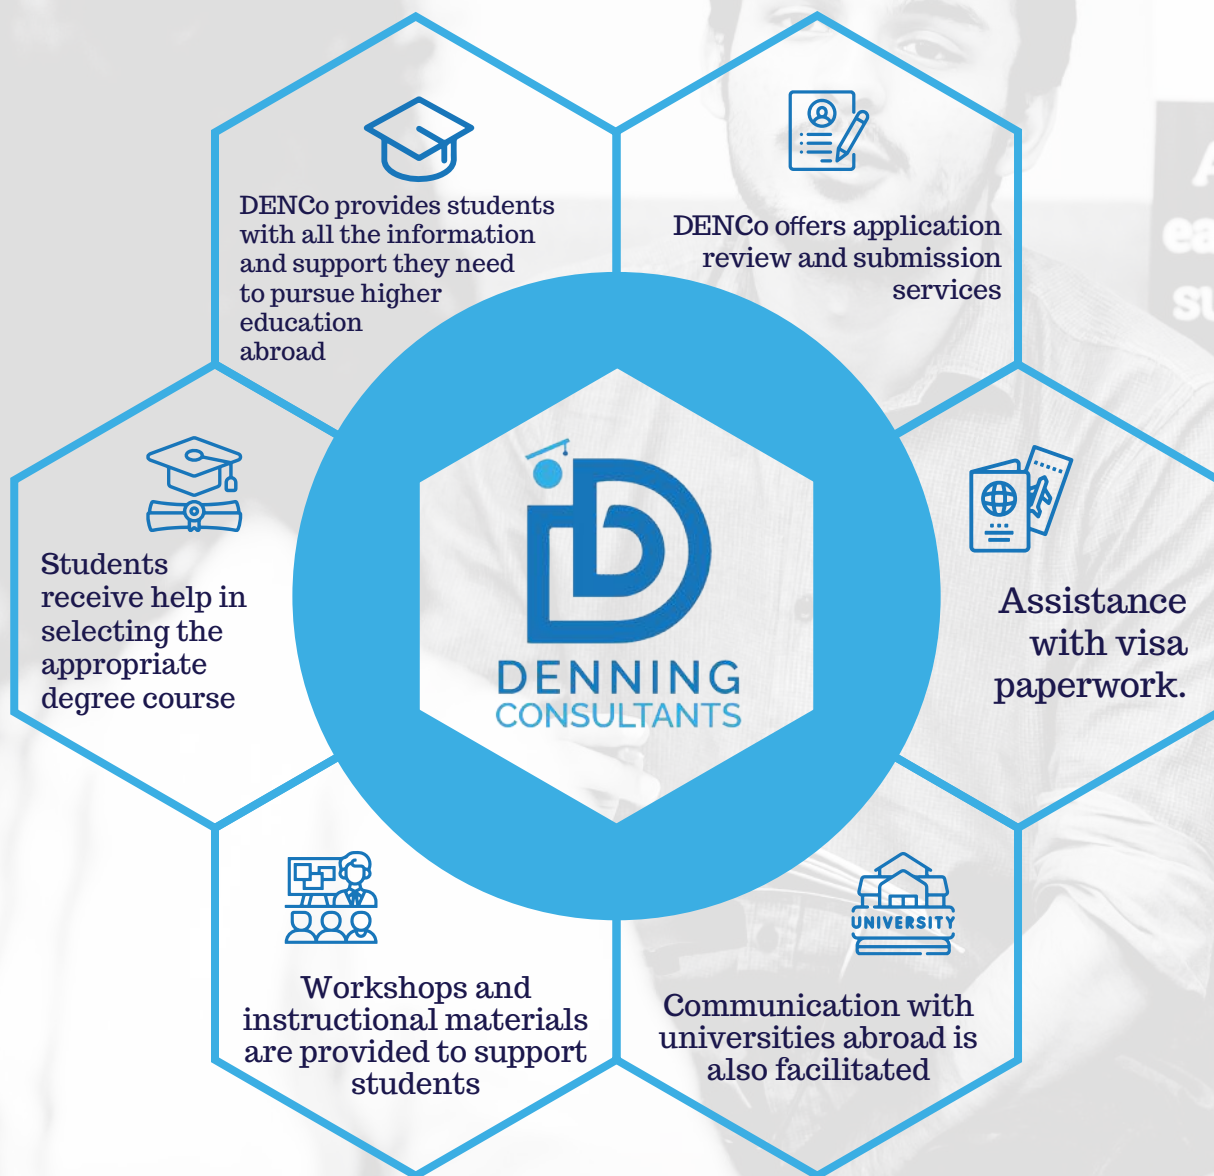 DENCo provides students
with all the information
and support they need
to pursue higher
education
abroad
DENCo offers application
review and submission
services
Students
receive help in
selecting the
appropriate
degree course
DENNING
CONSULTANTS
Assistance
with visa
paperwork.
UNIVERSITY
Workshops and
instructional materials
are provided to support
students
Communication with
universities abroad is
also facilitated